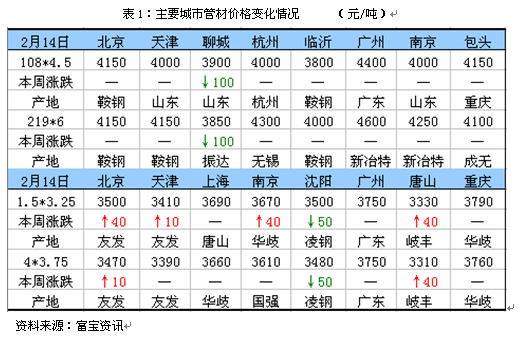 表1：主要城市管材价格变化情况 （元/吨）
2月14日 北京 天津 聊城 杭州 临沂 广州 南京 包头
108*4.5 4150 4000 3900 4000 3800 4400 4000 4150
本周涨跌 — — ↓100 — — — — —
产地 鞍钢 山东 山东 杭州 鞍钢 广东 山东 重庆
219*6 4150 4150 3850 4300 4000 4600 4250 4100
本周涨跌 — — ↓100 — — — — —
产地 鞍钢 鞍钢 振达 无锡 鞍钢 新冶特 新冶特 成无
2月14日 北京 天津 上海 南京 沈阳 广州 唐山 重庆
1.5*3.25 3500 3410 3690 3670 3500 3750 3330 3790
本周涨跌 ↑40 ↑10 — ↑40 ↓50 — ↑40 —
产地 友发 友发 唐山 华岐 凌钢 广东 岐丰 华岐
4*3.75 3470 3390 3660 3610 3480 3750 3310 3760
本周涨跌 ↑10 — — — ↓50 — ↑40 —
产地 友发 友发 华岐 国强 凌钢 广东 岐丰 华岐
资料来源：富宝资讯